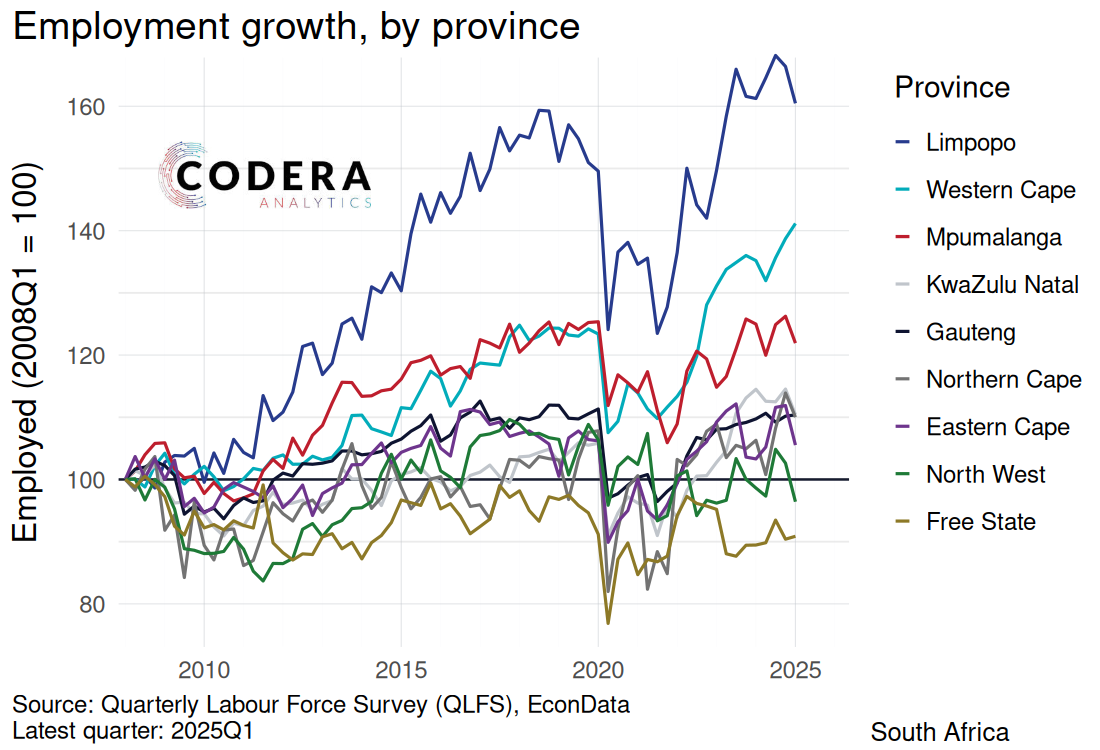 Employment growth, by province
Employed (2008Q1 = 100)
160
140
120
100
80
2010
2015
2020
2025
CODERA
ANALYTICS
Province
Limpopo
Western Cape
Mpumalanga
KwaZulu Natal
Gauteng
Northern Cape
Eastern Cape
North West
Free State
Source: Quarterly Labour Force Survey (QLFS), EconData
Latest quarter: 2025Q1
South Africa